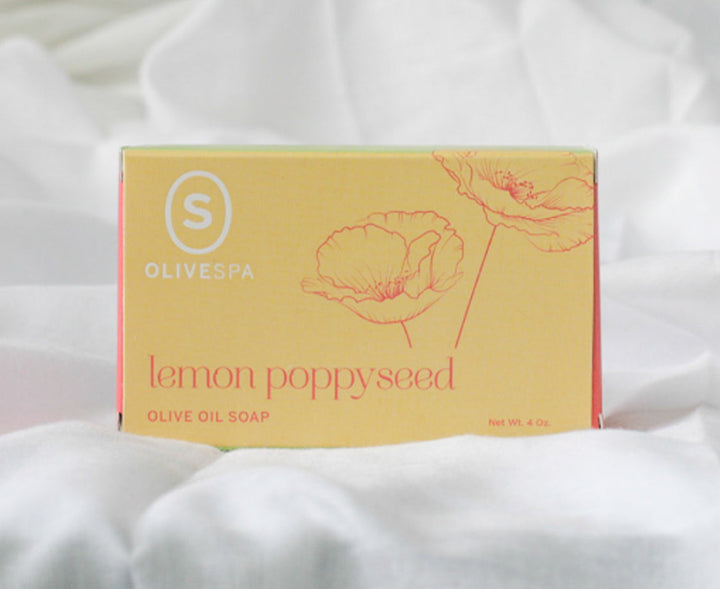 S
OLIVESPA
lemon poppyseed
OLIVE OIL SOAP
Net Wt. 4 Oz.